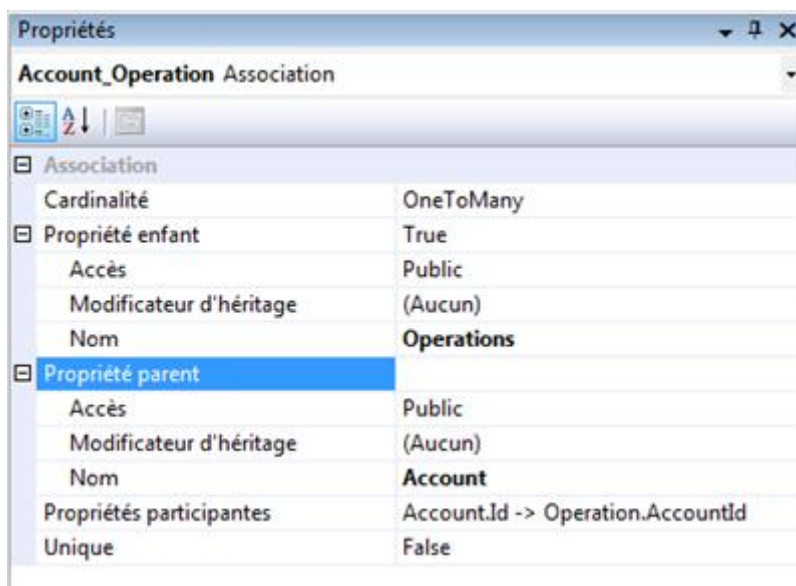 Propriétés
Account_Operation Association
A
Z
Association
Cardinalité OneToMany
Propriété enfant True
Accès Public
Modificateur d'héritage (Aucun)
Nom Operations
Propriété parent
Accès Public
Modificateur d'héritage (Aucun)
Nom Account
Propriétés participantes Account.Id -> Operation.AccountId
Unique False